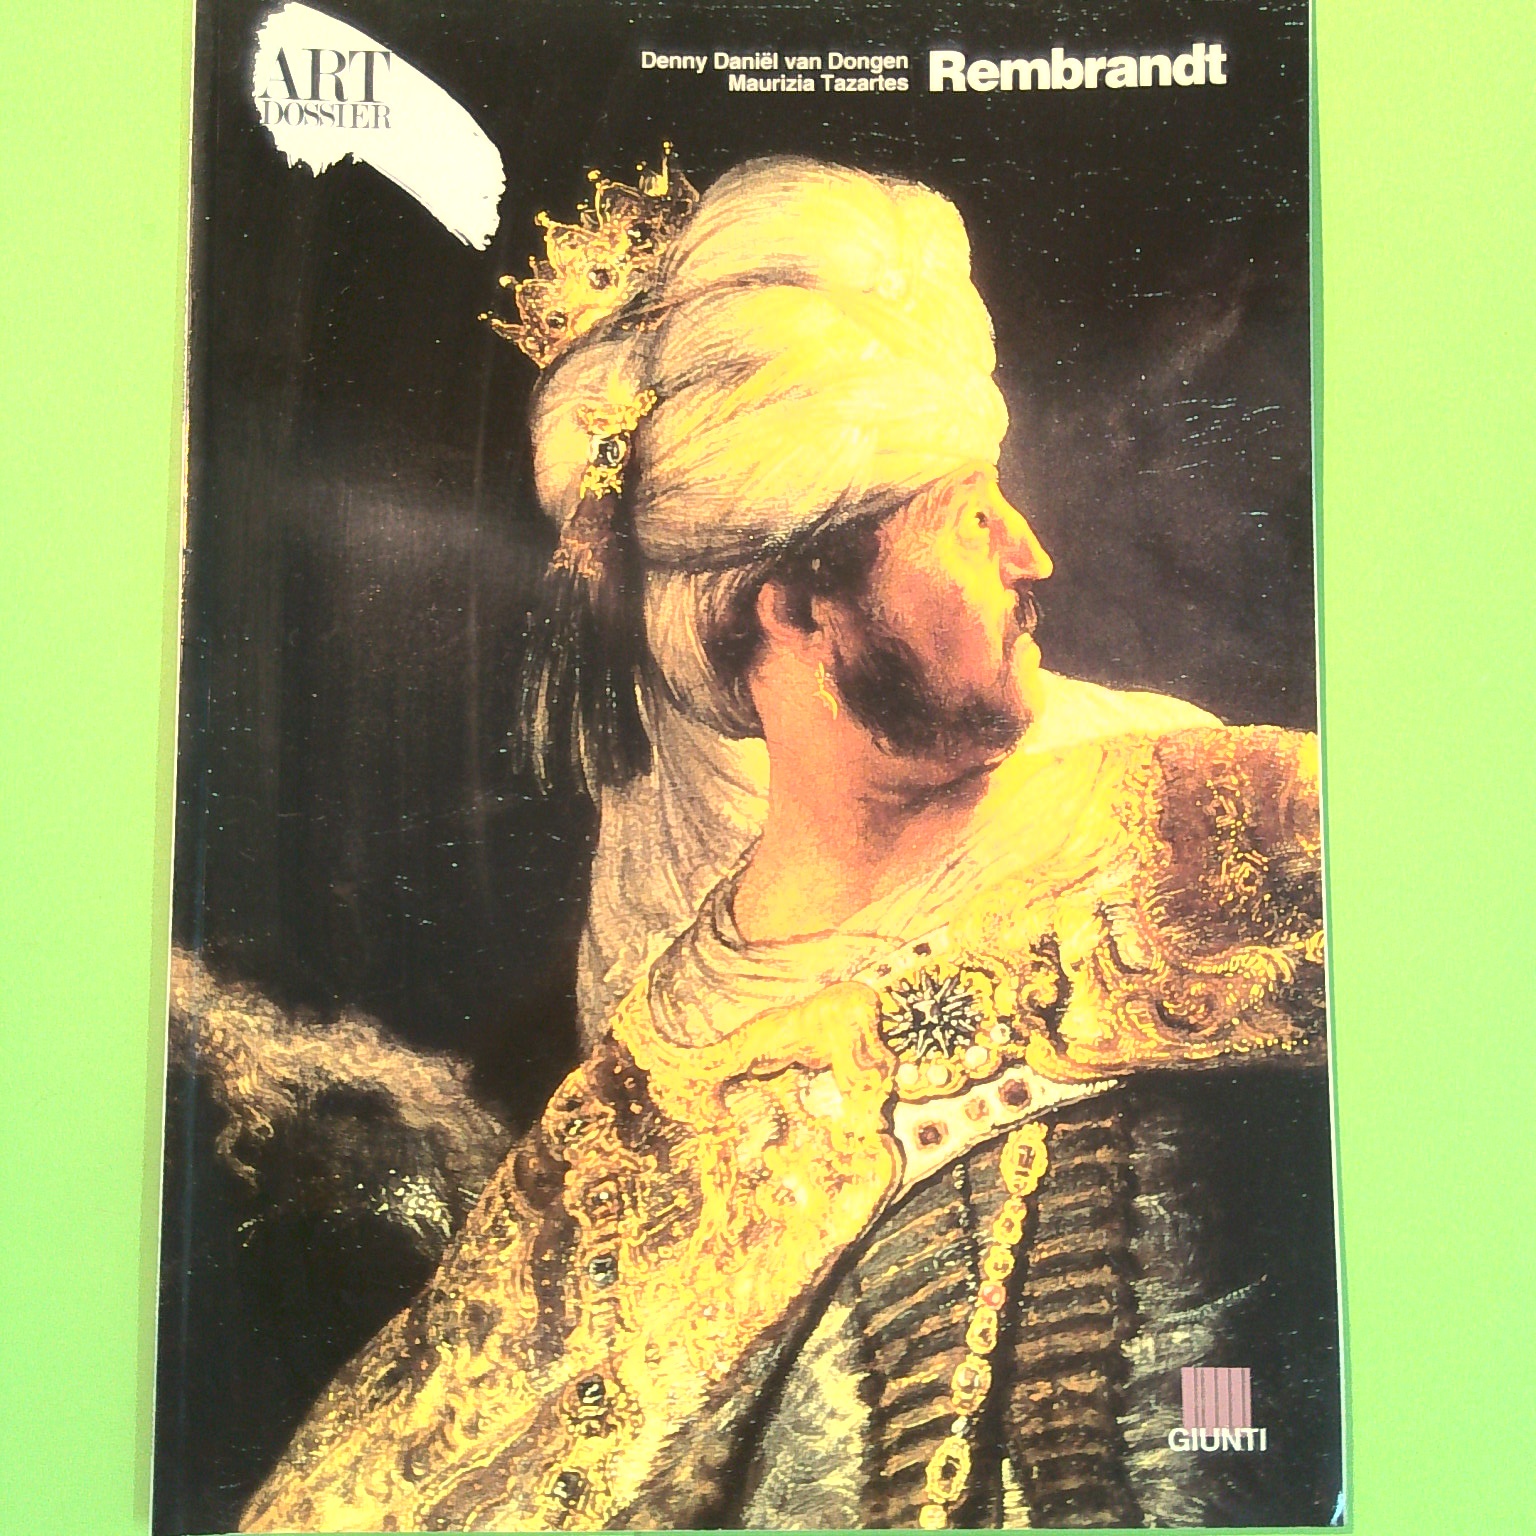 ART
DOSSIER
Denny Daniël van Dongen
Maurizia Tazartes
Rembrandt
GIUNTI